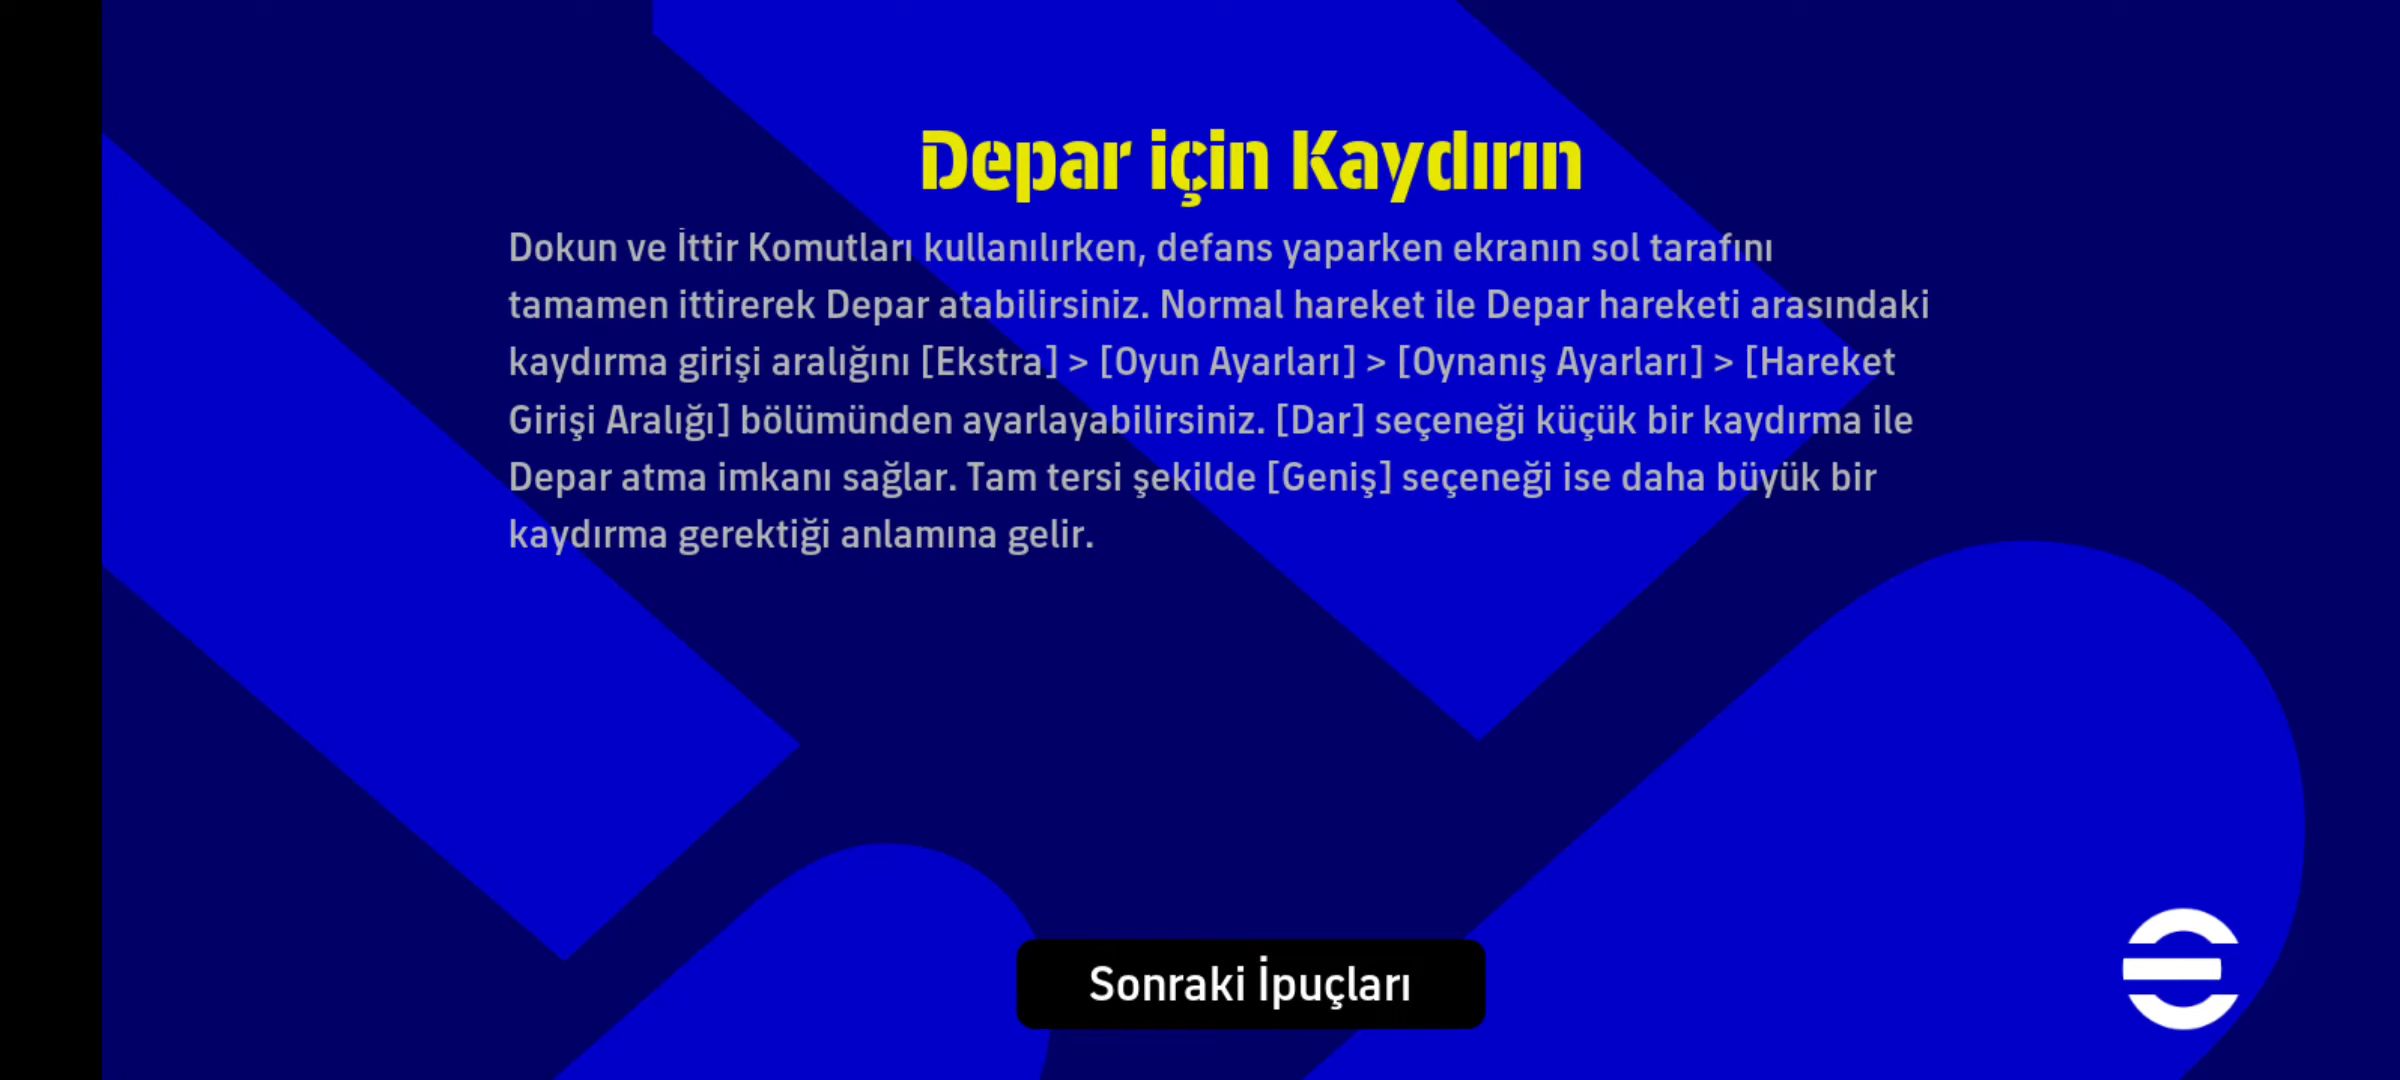 Depar için Kaydırın
Dokun ve İttir Komutları kullanılırken, defans yaparken ekranın sol tarafını
tamamen ittirerek Depar atabilirsiniz. Normal hareket ile Depar hareketi arasındaki
kaydırma girişi aralığını [Ekstra] > [Oyun Ayarları] > [Oynanış Ayarları] > [Hareket
Girişi Aralığı] bölümünden ayarlayabilirsiniz. [Dar] seçeneği küçük bir kaydırma ile
Depar atma imkanı sağlar. Tam tersi şekilde [Geniş] seçeneği ise daha büyük bir
kaydırma gerektiği anlamına gelir.
Sonraki İpuçları